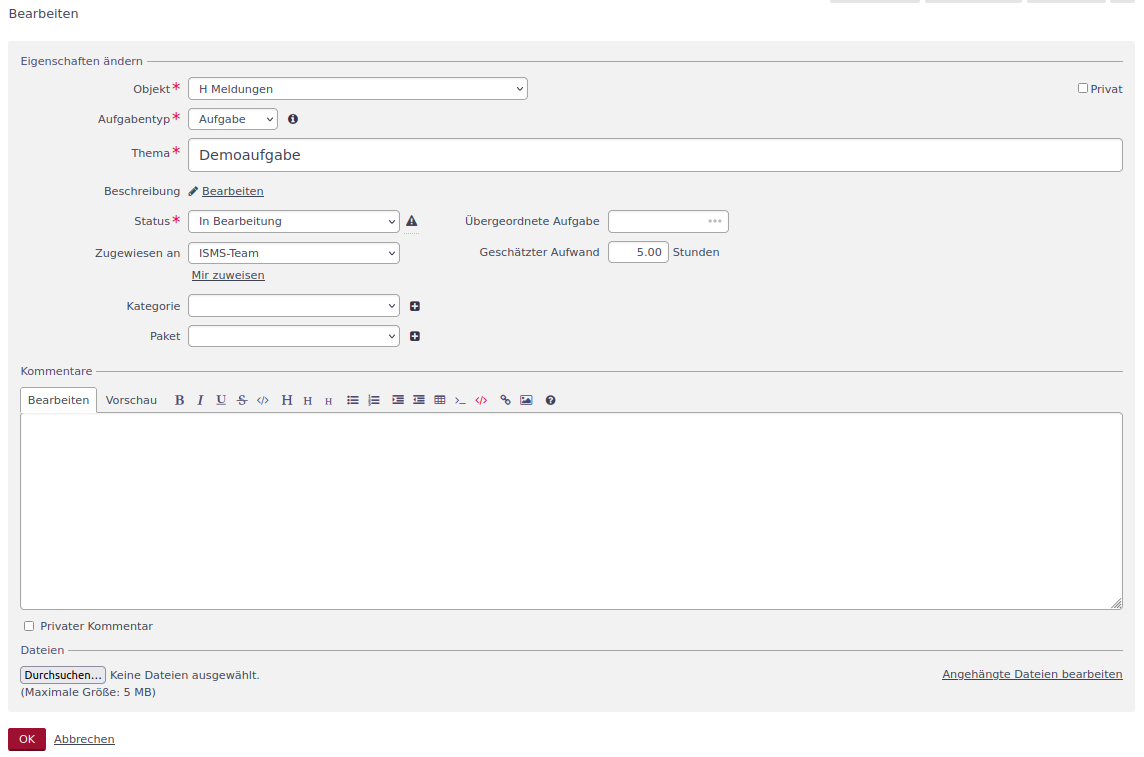 Bearbeiten
Eigenschaften ändern
Objekt* H Meldungen Privat
Aufgabentyp* Aufgabe
Thema* Demoaufgabe
Beschreibung Bearbeiten
Status* In Bearbeitung Übergeordnete Aufgabe
Zugewiesen an ISMS-Team Geschätzter Aufwand 5.00 Stunden
Mir zuweisen
Kategorie
Paket
Kommentare
Bearbeiten Vorschau B I U S </> H H H >_ </>
Privater Kommentar
Dateien
Durchsuchen... Keine Dateien ausgewählt. Angehängte Dateien bearbeiten
(Maximale Größe: 5 MB)
OK Abbrechen